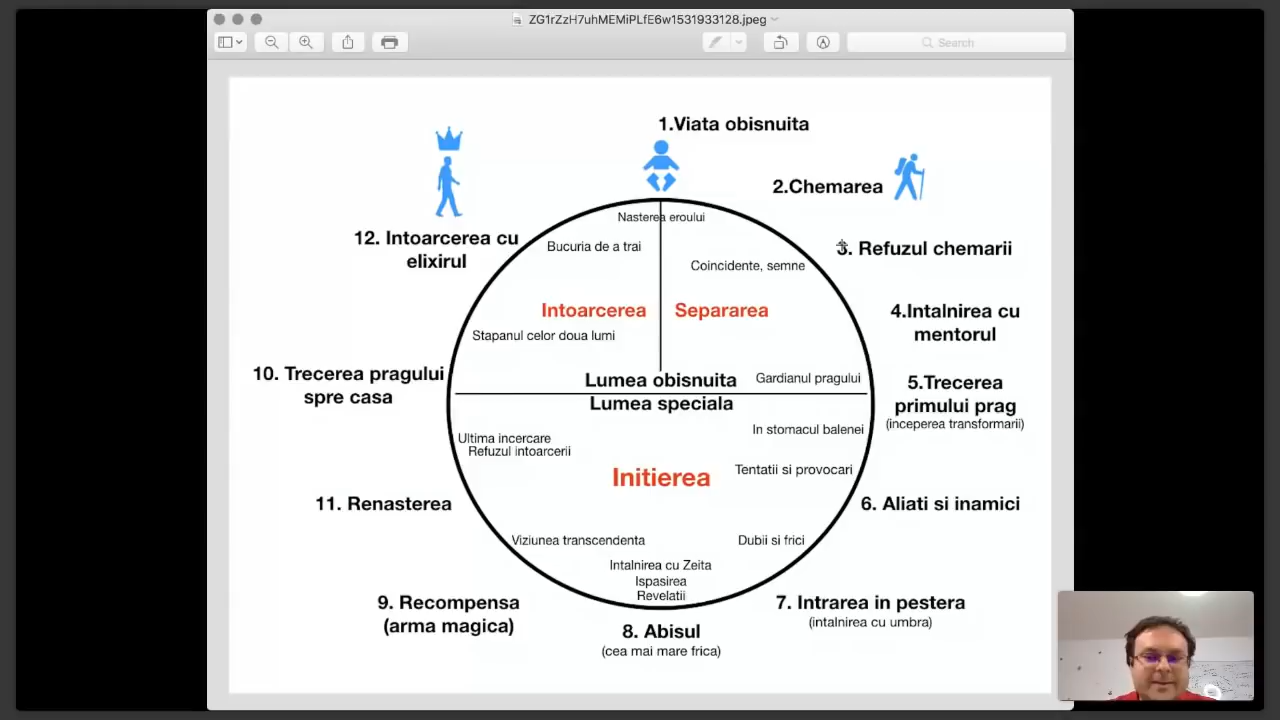 ZG1rZzH7uhMEMiPLfE6w1531933128.jpeg
Search
1.Viata obisnuita
2.Chemarea
3. Refuzul chemarii
4.Intalnirea cu
mentorul
5.Trecerea
primului prag
(inceperea transformarii)
6. Aliati si inamici
7. Intrarea in pestera
(intalnirea cu umbra)
8. Abisul
(cea mai mare frica)
9. Recompensa
(arma magica)
11. Renasterea
10. Trecerea pragului
spre casa
12. Intoarcerea cu
elixirul
Nasterea eroului
Bucuria de a trai
Coincidente, semne
Intoarcerea
Separarea
Stapanul celor doua lumi
Lumea obisnuita
Gardianul pragului
Lumea speciala
In stomacul balenei
Ultima incercare
Refuzul intoarcerii
Initierea
Tentatii si provocari
Viziunea transcendenta
Dubii si frici
Intalnirea cu Zeita
Ispasirea
Revelatii